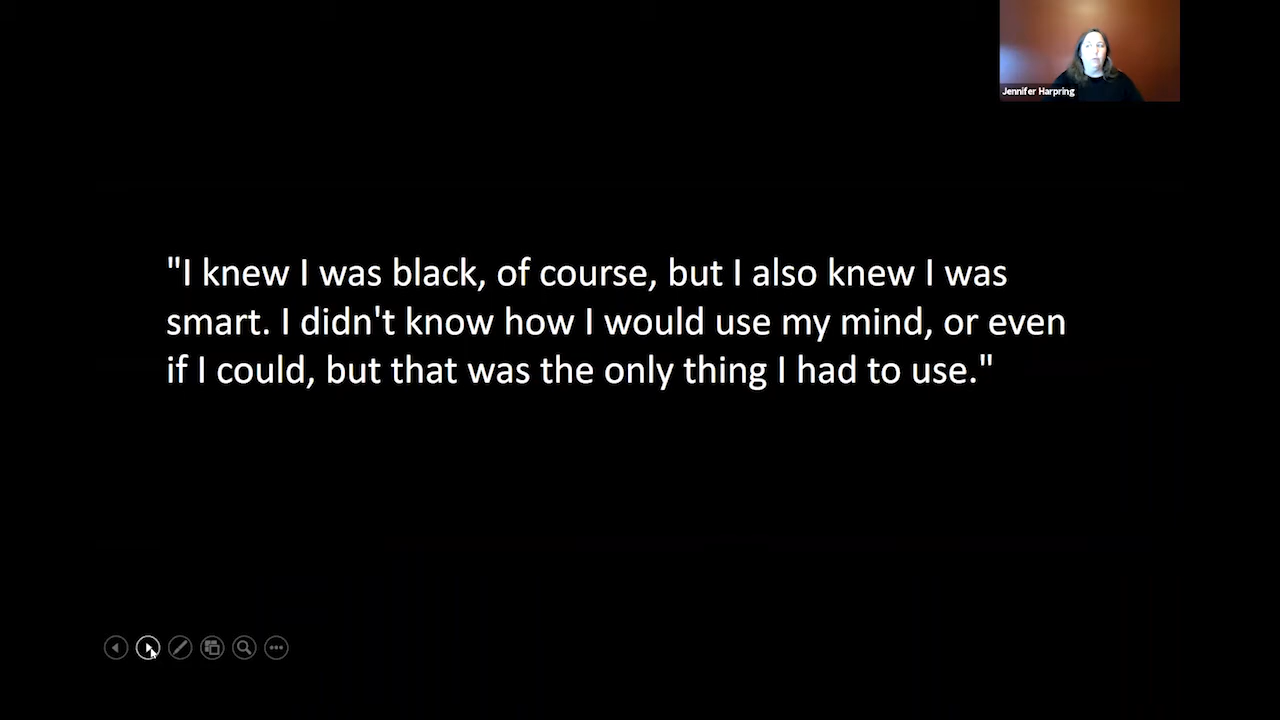 Jennifer Harpring
"I knew I was black, of course, but I also knew I was
smart. I didn't know how I would use my mind, or even
if I could, but that was the only thing I had to use."